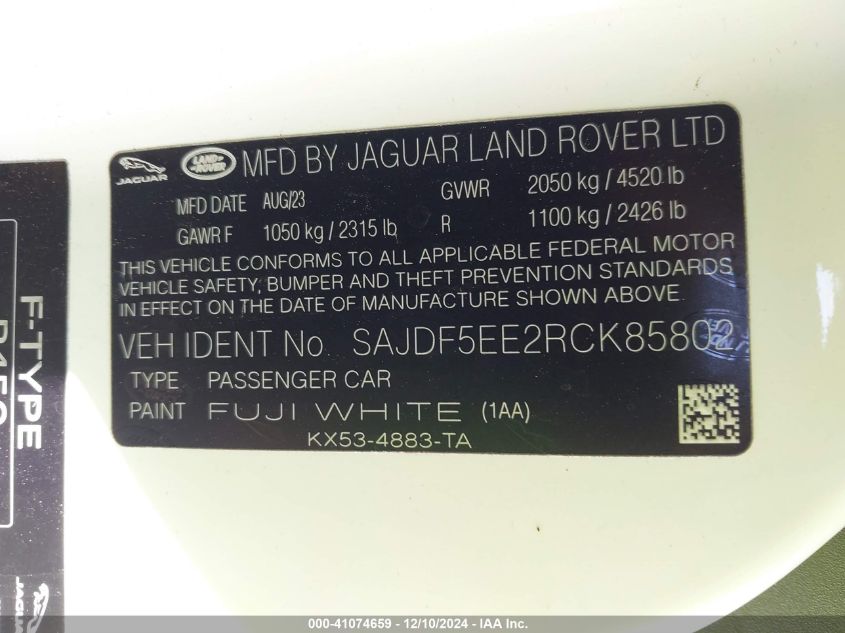 JAGUAR LAND ROVER MFD BY JAGUAR LAND ROVER LTD
MFD DATE AUG/23 GVWR 2050 kg / 4520 lb
GAWR F 1050 kg / 2315 lb R 1100 kg / 2426 lb
THIS VEHICLE CONFORMS TO ALL APPLICABLE FEDERAL MOTOR
VEHICLE SAFETY, BUMPER AND THEFT PREVENTION STANDARDS
IN EFFECT ON THE DATE OF MANUFACTURE SHOWN ABOVE.
VEH IDENT No. SAJDF5EE2RCK85802
TYPE PASSENGER CAR
PAINT FUJI WHITE (1AA)
KX53-4883-TA
F-TYPE
P450
JAGUAR
000-41074659 - 12/10/2024 - IAA Inc.